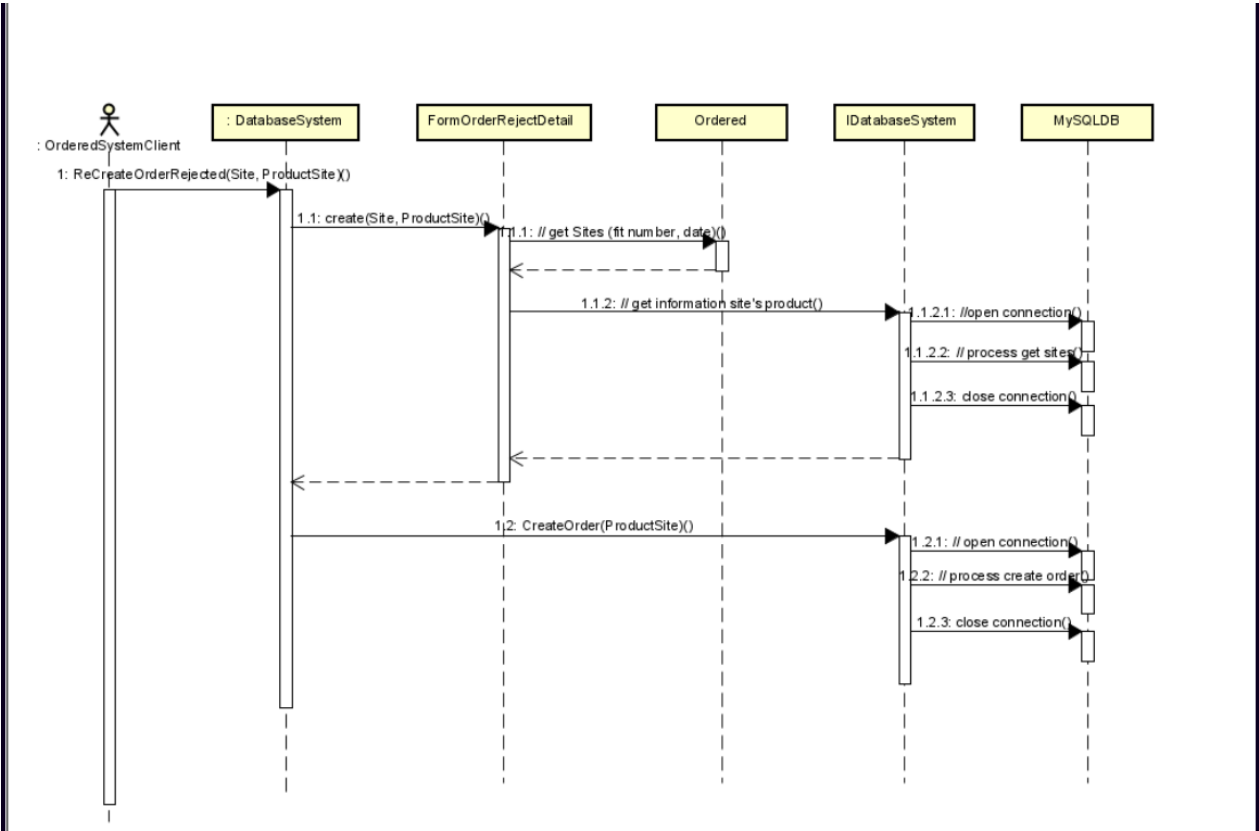 : DatabaseSystem
FormOrderRejectDetail
Ordered
IDatabaseSystem
MySQLDB
: OrderedSystemClient
1: ReCreateOrderRejected(Site, ProductSite)()
1.1: create(Site, ProductSite)()
1.1.1: // get Sites (fit number, date)()
1.1.2: // get information site's product()
1.1.2.1: //open connection()
1.1.2.2: // process get sites()
1.1.2.3: close connection()
1.2: CreateOrder(ProductSite)()
1.2.1: // open connection()
1.2.2: // process create order()
1.2.3: close connection()